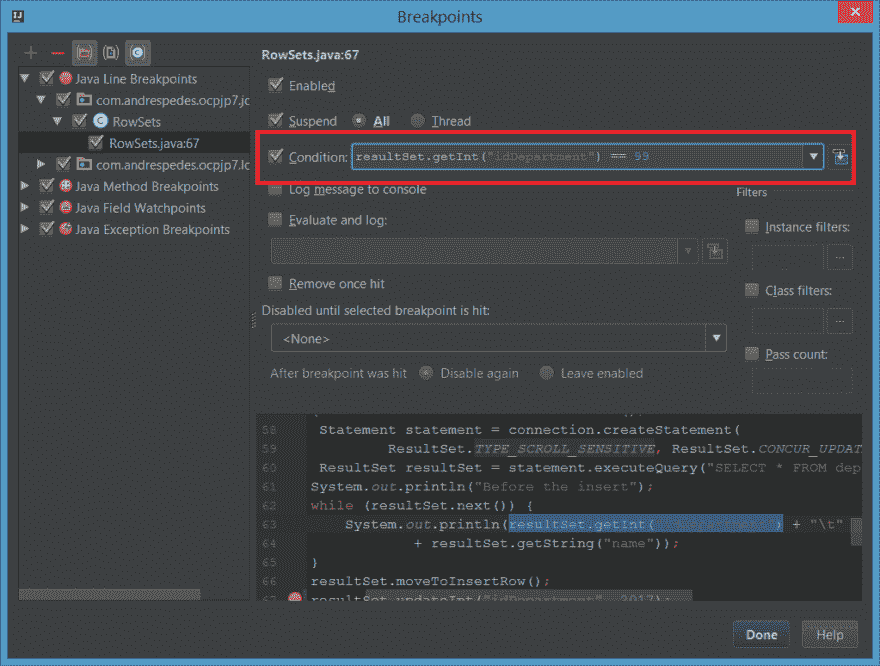 Breakpoints
Java Line Breakpoints
com.andrespedes.ocpjp7.jc
RowSets
RowSets.java:67
com.andrespedes.ocpjp7.lo
Java Method Breakpoints
Java Field Watchpoints
Java Exception Breakpoints
RowSets.java:67
Enabled
Suspend All Thread
Condition: resultSet.getInt("idDepartment") == 99
Log message to console
Evaluate and log:
Remove once hit
Disabled until selected breakpoint is hit:
<None>
After breakpoint was hit Disable again Leave enabled
Filters
Instance filters:
...
Class filters:
...
Pass count:
58 Statement statement = connection.createStatement(
59 ResultSet.TYPE_SCROLL_SENSITIVE, ResultSet.CONCUR_UPDAT
60 ResultSet resultSet = statement.executeQuery("SELECT * FROM dep
61 System.out.println("Before the insert");
62 while (resultSet.next()) {
63 System.out.println(resultSet.getInt( ) + "\t"
64 + resultSet.getString("name"));
65 }
66 resultSet.moveToInsertRow();
67 resultSet.updateInt("idDepartment", 2017);
Done Help